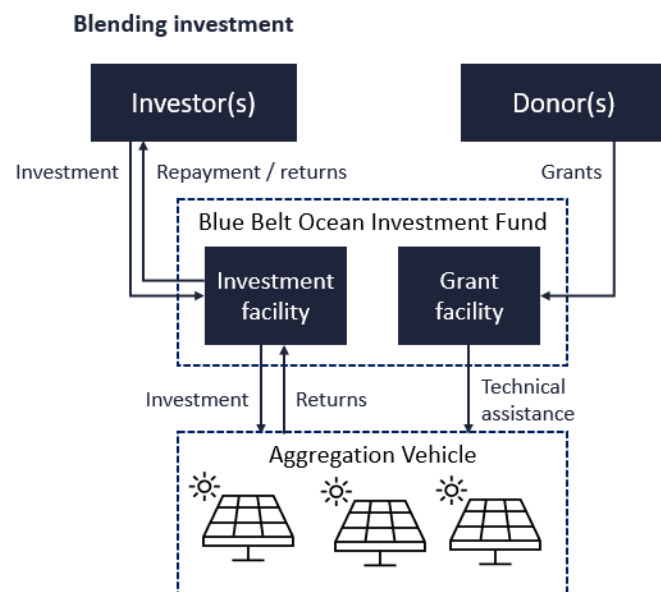 Blending investment
Investor(s)
Donor(s)
Investment
Repayment / returns
Grants
Blue Belt Ocean Investment Fund
Investment
facility
Grant
facility
Investment
Returns
Technical
assistance
Aggregation Vehicle